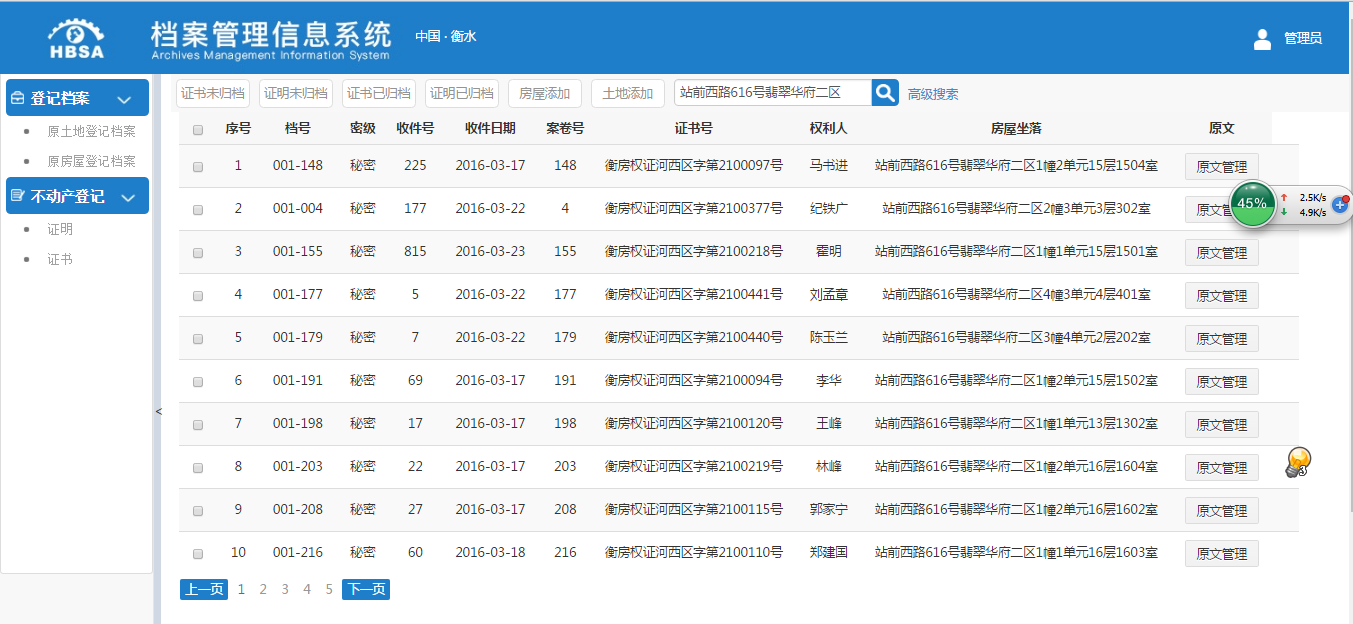 HBSA
档案管理信息系统
Archives Management Information System
中国 · 衡水
管理员
登记档案
原土地登记档案
原房屋登记档案
不动产登记
证明
证书
证书未归档 证明未归档 证书已归档 证明已归档 房屋添加 土地添加 站前西路616号翡翠华府二区 高级搜索
序号 档号 密级 收件号 收件日期 案卷号 证书号 权利人 房屋坐落 原文
1 001-148 秘密 225 2016-03-17 148 衡房权证河西区字第2100097号 马书进 站前西路616号翡翠华府二区1幢2单元15层1504室 原文管理
2 001-004 秘密 177 2016-03-22 4 衡房权证河西区字第2100377号 纪铁广 站前西路616号翡翠华府二区2幢3单元3层302室 原文
45% 2.5K/s
4.9K/s
3 001-155 秘密 815 2016-03-23 155 衡房权证河西区字第2100218号 霍明 站前西路616号翡翠华府二区1幢1单元15层1501室 原文管理
4 001-177 秘密 5 2016-03-22 177 衡房权证河西区字第2100441号 刘孟章 站前西路616号翡翠华府二区4幢3单元4层401室 原文管理
5 001-179 秘密 7 2016-03-22 179 衡房权证河西区字第2100440号 陈玉兰 站前西路616号翡翠华府二区3幢4单元2层202室 原文管理
6 001-191 秘密 69 2016-03-17 191 衡房权证河西区字第2100094号 李华 站前西路616号翡翠华府二区1幢2单元15层1502室 原文管理
7 001-198 秘密 17 2016-03-17 198 衡房权证河西区字第2100120号 王峰 站前西路616号翡翠华府二区1幢1单元13层1302室 原文管理
8 001-203 秘密 22 2016-03-17 203 衡房权证河西区字第2100219号 林峰 站前西路616号翡翠华府二区1幢2单元16层1604室 原文管理
9 001-208 秘密 27 2016-03-17 208 衡房权证河西区字第2100115号 郭家宁 站前西路616号翡翠华府二区1幢2单元16层1602室 原文管理
10 001-216 秘密 60 2016-03-18 216 衡房权证河西区字第2100110号 郑建国 站前西路616号翡翠华府二区1幢1单元16层1603室 原文管理
<
上一页 1 2 3 4 5 下一页